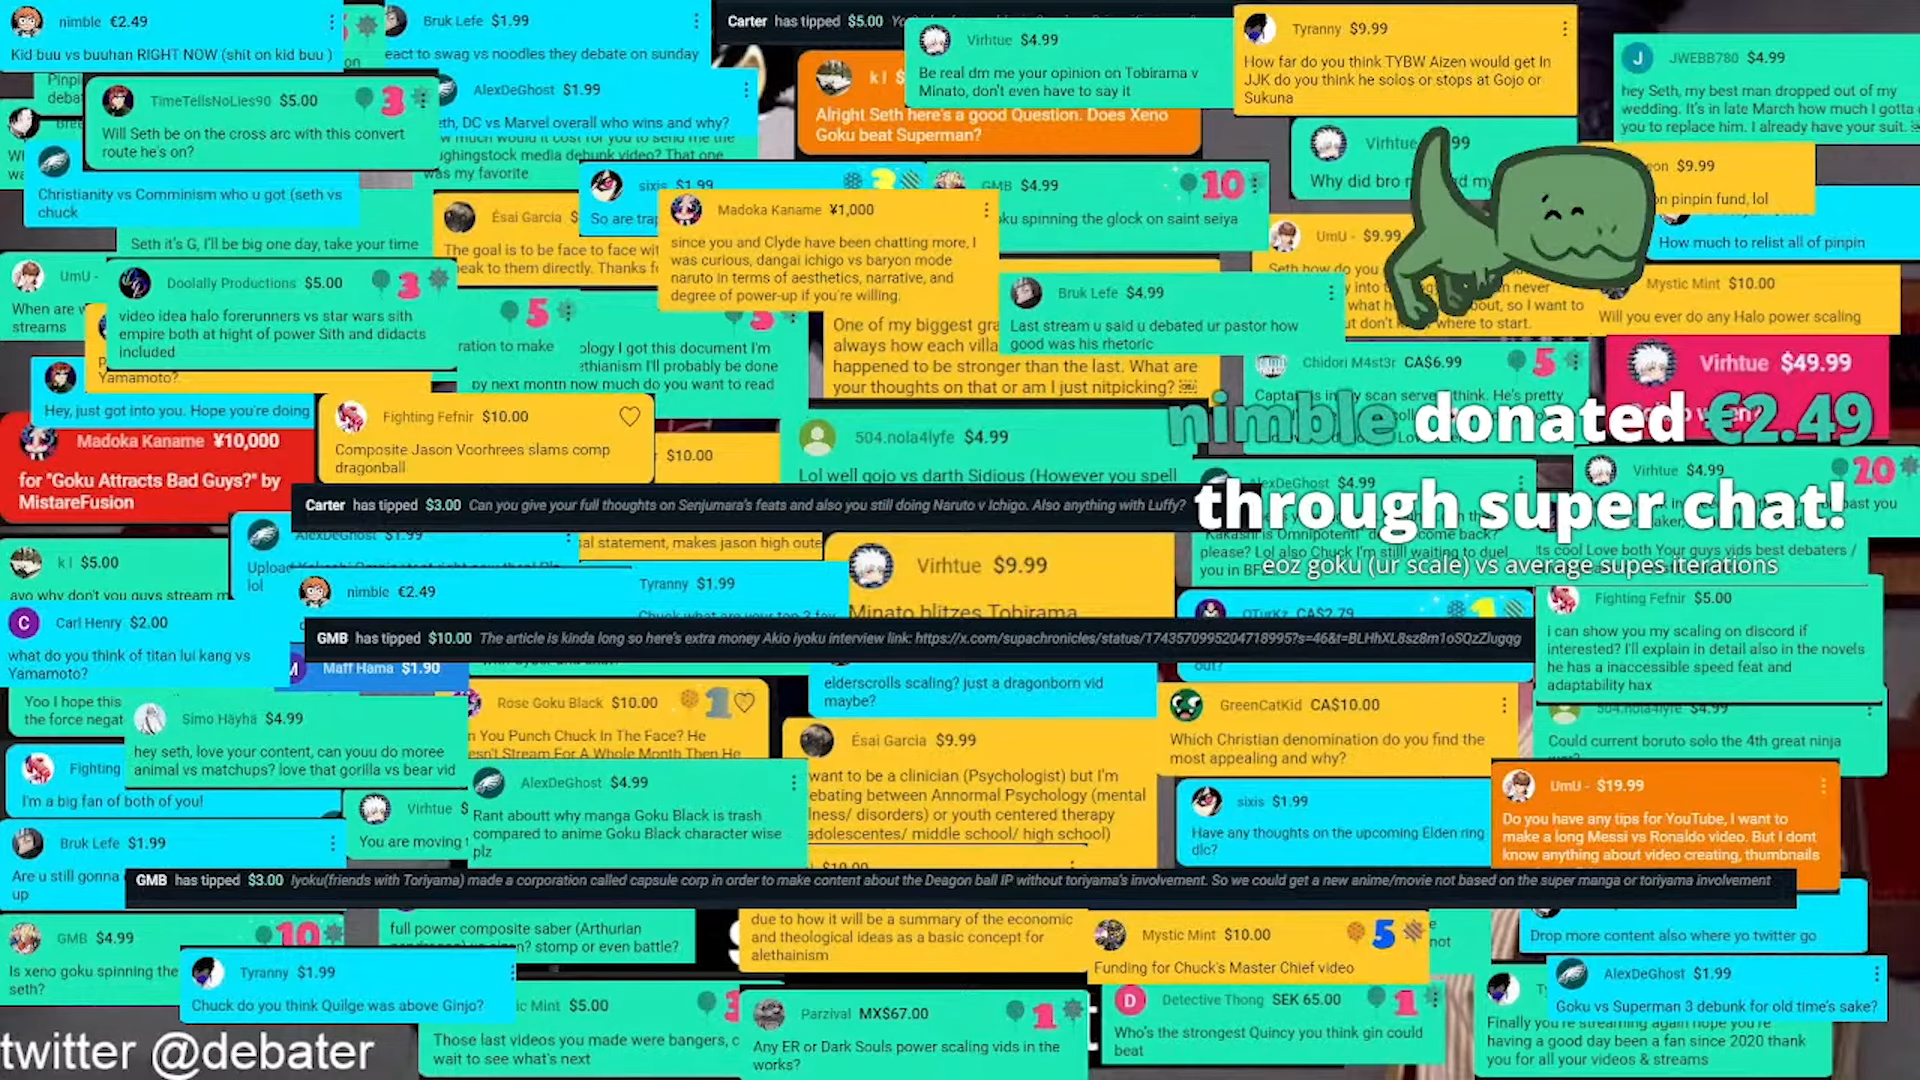 nimble €2.49
Kid buu vs buuhan RIGHT NOW (shit on kid buu )
Bruk Lefe $1.99
eact to swag vs noodles they debate on sunday
Carter has tipped $5.00
Virhtue $4.99
Be real dm me your opinion on Tobirama v
Minato, don't even have to say it
Tyranny $9.99
How far do you think TYBW Aizen would get In
JJK do you think he solos or stops at Gojo or
Sukuna
JWEBB780 $4.99
hey Seth, my best man dropped out of my
wedding. It's in late March how much I gotta
you to replace him. I already have your suit.
TimeTellsNoLies90 $5.00 3
Will Seth be on the cross arc with this convert
route he's on?
AlexDeGhost $1.99
eth, DC vs Marvel overall who wins and why?
ughingstock media debunk video? That one
was my favorite
k l $
Alright Seth here's a good Question. Does Xeno
Goku beat Superman?
Virhtue 99
Why did bro
eon $9.99
on pinpin fund, lol
How much to relist all of pinpin
Christianity vs Comminism who u got (seth vs
chuck
Seth it's G, I'll be big one day, take your time
Ésai Garcia $
The goal is to be face to face wit
eak to them directly. Thanks f
sixis $1.99
So are trap
Madoka Kaname ¥1,000
since you and Clyde have been chatting more, I
was curious, dangai ichigo vs baryon mode
naruto in terms of aesthetics, narrative, and
degree of power-up if you're willing.
GMB $4.99 10
ku spinning the glock on saint seiya
UmU - $9.99
Seth how do you
Mystic Mint $10.00
Will you ever do any Halo power scaling
Bruk Lefe $4.99
Last stream u said u debated ur pastor how
good was his rhetoric
UmU -
When are w
streams
Doolally Productions $5.00 3
video idea halo forerunners vs star wars sith
empire both at hight of power Sith and didacts
included
Yamamoto?
5
ration to make
ology I got this document I'm
ethianism I'll probably be done
by next month now much do you want to read
One of my biggest gra
always how each villa
happened to be stronger than the last. What are
your thoughts on that or am I just nitpicking?
Chidori M4st3r CA$6.99 5
Virhtue $49.99
Hey, just got into you. Hope you're doing
Madoka Kaname ¥10,000
for "Goku Attracts Bad Guys?" by
MistareFusion
Fighting Fefnir $10.00
Composite Jason Voorhees slams comp
dragonball
$10.00
504.nola4lyfe $4.99
Lol well gojo vs darth Sidious (However you spell
nimble donated €2.49
through super chat!
eoz goku (ur scale) vs average supes iterations
AlexDeGhost $4.99
Virhtue $4.99 20
Carter has tipped $3.00 Can you give your full thoughts on Senjumara's feats and also you still doing Naruto v Ichigo. Also anything with Luffy?
al statement, makes jason high oute
please? Lol also Chuck I'm still waiting to duel
you in BF
k l $5.00
ayo why don't you guys stream m
AlexDeGhost $1.99
Upload
lol
nimble €2.49
Tyranny $1.99
Virhtue $9.99
Minato blitzes Tobirama
QTurKz CA$2.79
Fighting Fefnir $5.00
i can show you my scaling on discord if
interested? I'll explain in detail also in the novels
he has a inaccessible speed feat and
adaptability hax
Carl Henry $2.00
what do you think of titan lui kang vs
Yamamoto?
GMB has tipped $10.00 The article is kinda long so here's extra money Akio iyoku interview link: https://x.com/supachronicles/status/1743570995204718995?s=46&t=BLHhXL8sz8m1oSQzZlugqg
Maff Hama $1.90
elderscrolls scaling? just a dragonborn vid
maybe?
out?
Yoo I hope this
the force negat
Simo Häyhä $4.99
hey seth, love your content, can youu do moree
animal vs matchups? love that gorilla vs bear vid
Rose Goku Black $10.00 1
n You Punch Chuck In The Face? He
esn't Stream For A Whole Month Then He
Ésai Garcia $9.99
want to be a clinician (Psychologist) but I'm
ebating between Annormal Psychology (mental
lness/ disorders) or youth centered therapy
adolescentes/ middle school/ high school)
GreenCatKid CA$10.00
Which Christian denomination do you find the
most appealing and why?
504.nola4lyfe $4.99
Could current boruto solo the 4th great ninja
war?
Fighting
I'm a big fan of both of you!
Virhtue $
You are moving
AlexDeGhost $4.99
Rant aboutt why manga Goku Black is trash
compared to anime Goku Black character wise
plz
sixis $1.99
Have any thoughts on the upcoming Elden ring
dlc?
UmU - $19.99
Do you have any tips for YouTube, I want to
make a long Messi vs Ronaldo video. But I dont
know anything about video creating, thumbnails
Bruk Lefe $1.99
Are u still gonna
up
$10.00
GMB has tipped $3.00 Iyoku(friends with Toriyama) made a corporation called capsule corp in order to make content about the Deagon ball IP without toriyama's involvement. So we could get a new anime/movie not based on the super manga or toriyama involvement
GMB $4.99 10
Is xeno goku spinning the
seth?
full power composite saber (Arthurian
stomp or even battle?
due to how it will be a summary of the economic
and theological ideas as a basic concept for
alethainism
Mystic Mint $10.00 5
Funding for Chuck's Master Chief video
not
Drop more content also where yo twitter go
Tyranny $1.99
Chuck do you think Quilge was above Ginjo?
ic Mint $5.00
Those last videos you made were bangers, c
wait to see what's next
Parzival MX$67.00 1
Any ER or Dark Souls power scaling vids in the
works?
Detective Thong SEK 65.00 1
Who's the strongest Quincy you think gin could
beat
AlexDeGhost $1.99
Goku vs Superman 3 debunk for old time's sake?
Finally you're streaming again hope you're
having a good day been a fan since 2020 thank
you for all your videos & streams
twitter @debater